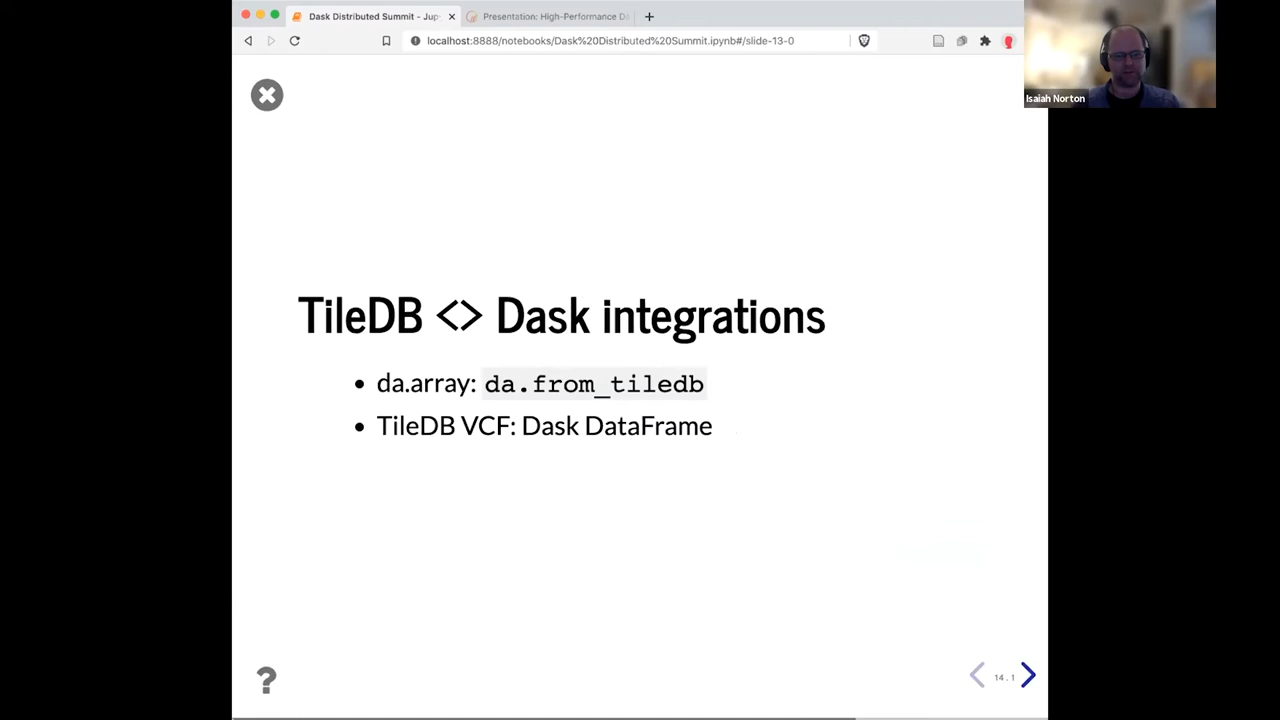 Dask Distributed Summit - Jup
Presentation: High-Performance D
localhost:8888/notebooks/Dask%20Distributed%20Summit.ipynb#/slide-13-0
Isaiah Norton
TileDB <> Dask integrations
• da.array: da.from_tiledb
• TileDB VCF: Dask DataFrame
?
14.1